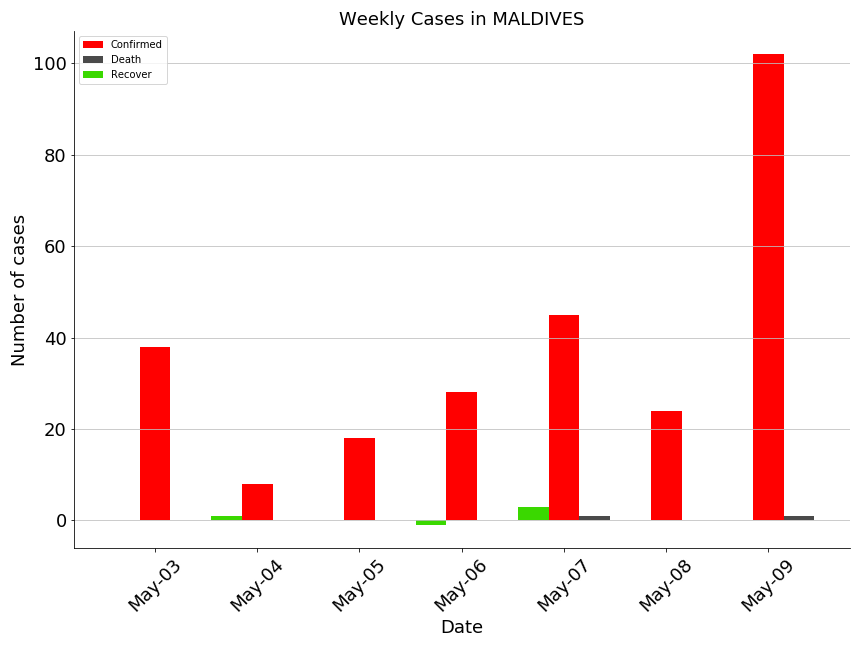 Weekly Cases in MALDIVES
Confirmed
Death
Recover
Number of cases
100
80
60
40
20
0
May-03
May-04
May-05
May-06
May-07
May-08
May-09
Date